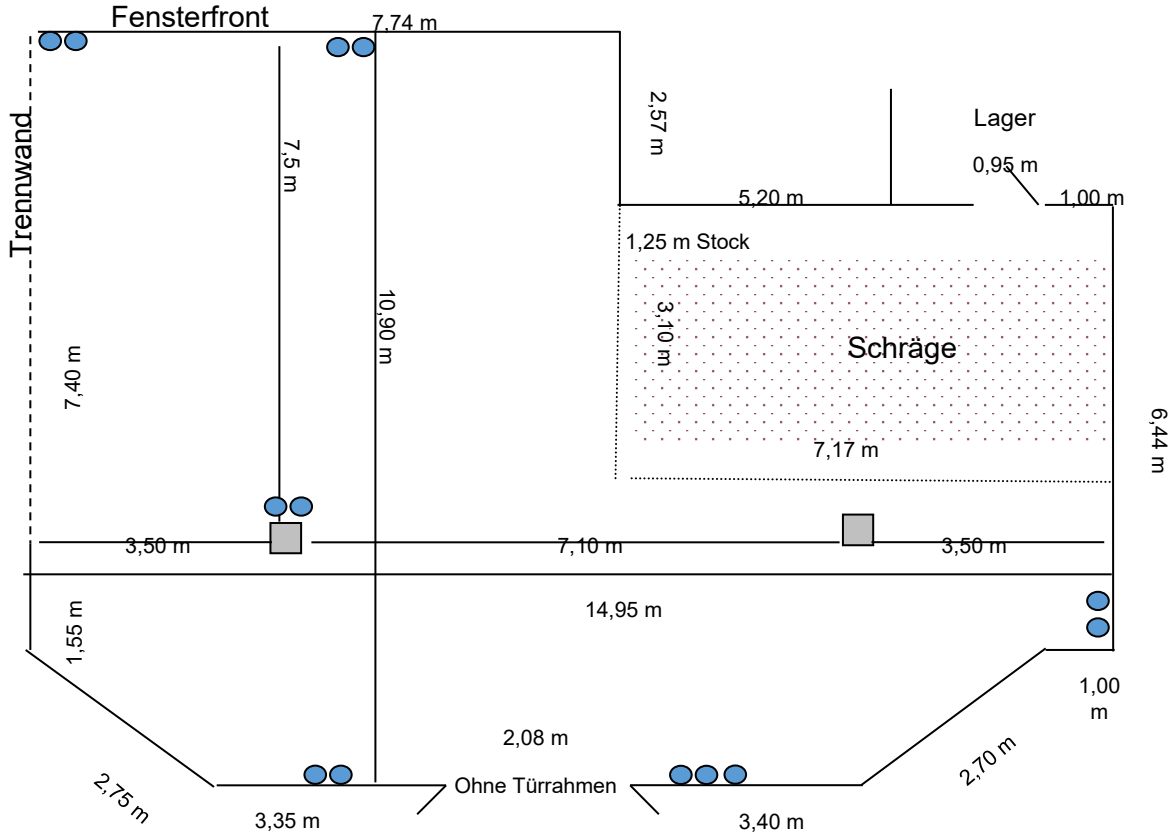 Fensterfront
7,74 m
Trennwand
7,5 m
2,57 m
Lager
0,95 m
5,20 m
1,00 m
1,25 m Stock
10,90 m
3,10 m
Schräge
7,40 m
7,17 m
6,44 m
3,50 m
7,10 m
3,50 m
14,95 m
1,55 m
1,00
m
2,08 m
2,75 m
Ohne Türrahmen
2,70 m
3,35 m
3,40 m